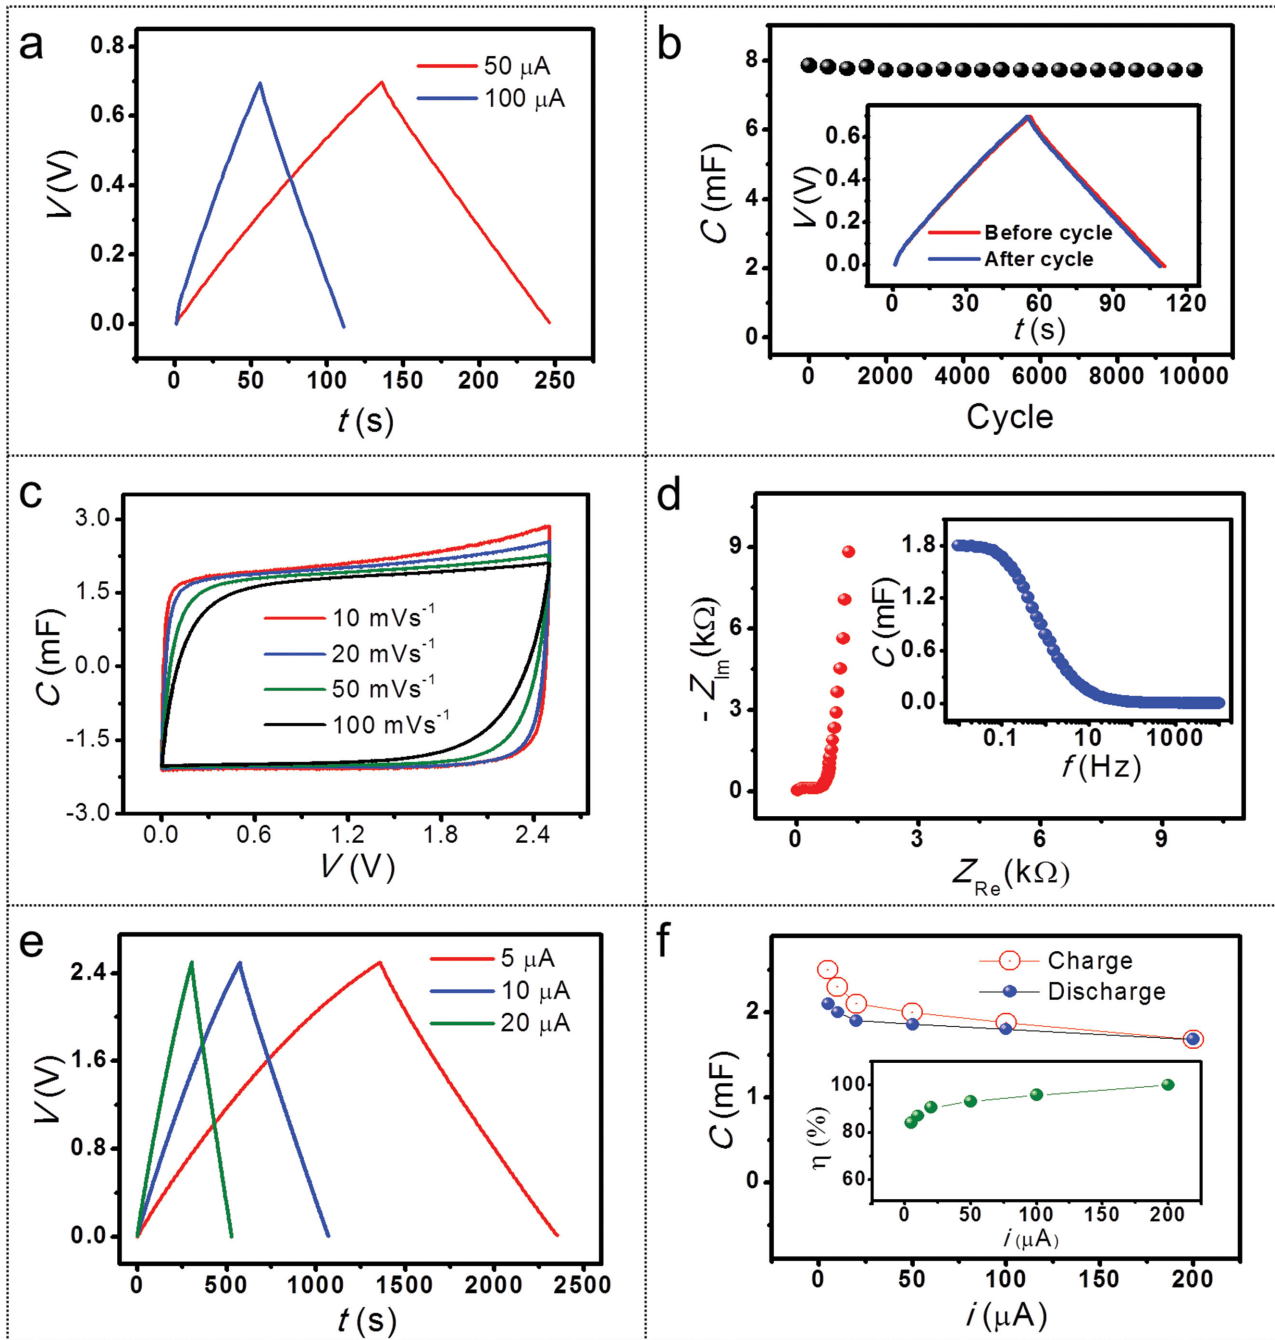 a
0.8
0.6
0.4
0.2
0.0
V (V)
50 μA
100 μA
0 50 100 150 200 250
t (s)
b
8
6
4
2
0
C (mF)
0.6
0.4
0.2
0.0
V (V)
Before cycle
After cycle
0 30 60 90 120
t (s)
0 2000 4000 6000 8000 10000
Cycle
c
3.0
1.5
0.0
-1.5
-3.0
C (mF)
10 mVs⁻¹
20 mVs⁻¹
50 mVs⁻¹
100 mVs⁻¹
0.0 0.6 1.2 1.8 2.4
V (V)
d
9
6
3
0
- Z_Im (kΩ)
1.8
1.2
0.6
0.0
C (mF)
0.1 10 1000
f (Hz)
0 3 6 9
Z_Re (kΩ)
e
2.4
1.6
0.8
0.0
V (V)
5 μA
10 μA
20 μA
0 500 1000 1500 2000 2500
t (s)
f
2
1
0
C (mF)
Charge
Discharge
100
80
60
η (%)
0 50 100 150 200
i (μA)
0 50 100 150 200
i (μA)